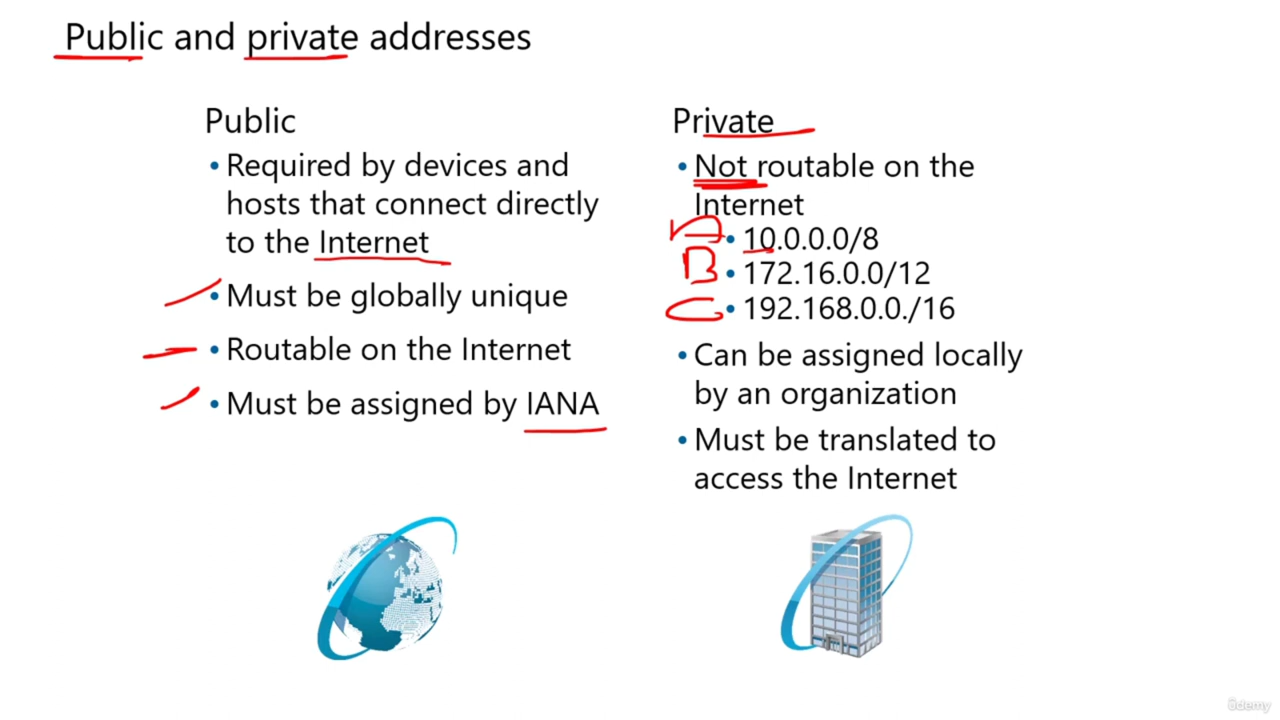 Public and private addresses
Public
• Required by devices and
hosts that connect directly
to the Internet
• Must be globally unique
• Routable on the Internet
• Must be assigned by IANA
Private
• Not routable on the
Internet
A • 10.0.0.0/8
B • 172.16.0.0/12
C • 192.168.0.0./16
• Can be assigned locally
by an organization
• Must be translated to
access the Internet
ûdemy